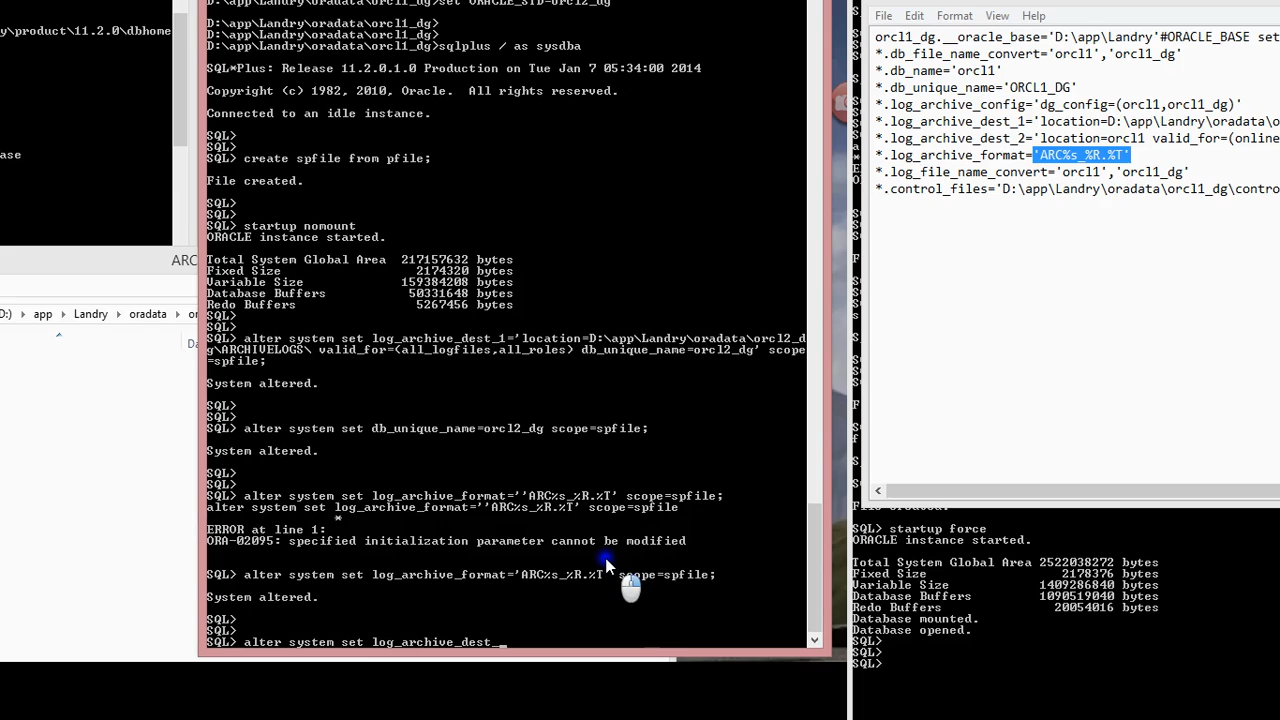 y\product\11.2.0\dbhome
ase
ARC
D:) app Landry oradata or
Da
D:\app\Landry\oradata\orcl1_dg>set ORACLE_SID=orcl2_dg
D:\app\Landry\oradata\orcl1_dg>
D:\app\Landry\oradata\orcl1_dg>
D:\app\Landry\oradata\orcl1_dg>sqlplus / as sysdba
SQL*Plus: Release 11.2.0.1.0 Production on Tue Jan 7 05:34:00 2014
Copyright (c) 1982, 2010, Oracle.  All rights reserved.
Connected to an idle instance.
SQL>
SQL>
SQL> create spfile from pfile;
File created.
SQL>
SQL>
SQL> startup nomount
ORACLE instance started.
Total System Global Area  217157632 bytes
Fixed Size                  2174320 bytes
Variable Size             159384208 bytes
Database Buffers           50331648 bytes
Redo Buffers                5267456 bytes
SQL>
SQL>
SQL> alter system set log_archive_dest_1='location=D:\app\Landry\oradata\orcl2_d
g\ARCHIVELOGS\ valid_for=(all_logfiles,all_roles) db_unique_name=orcl2_dg' scope
=spfile;
System altered.
SQL>
SQL>
SQL> alter system set db_unique_name=orcl2_dg scope=spfile;
System altered.
SQL>
SQL>
SQL> alter system set log_archive_format=''ARC%s_%R.%T' scope=spfile;
alter system set log_archive_format=''ARC%s_%R.%T' scope=spfile
*
ERROR at line 1:
ORA-02095: specified initialization parameter cannot be modified
SQL> alter system set log_archive_format='ARC%s_%R.%T' scope=spfile;
System altered.
SQL>
SQL>
SQL> alter system set log_archive_dest_
File Edit Format View Help
orcl1_dg.__oracle_base='D:\app\Landry'#ORACLE_BASE set
*.db_file_name_convert='orcl1','orcl1_dg'
*.db_name='orcl1'
*.db_unique_name='ORCL1_DG'
*.log_archive_config='dg_config=(orcl1,orcl1_dg)'
*.log_archive_dest_1='location=D:\app\Landry\oradata\o
*.log_archive_dest_2='location=orcl1 valid_for=(online
*.log_archive_format='ARC%s_%R.%T'
*.log_file_name_convert='orcl1','orcl1_dg'
*.control_files='D:\app\Landry\oradata\orcl1_dg\contro
File created.
SQL> startup force
ORACLE instance started.
Total System Global Area 2522038272 bytes
Fixed Size                  2178376 bytes
Variable Size            1409286840 bytes
Database Buffers         1090519040 bytes
Redo Buffers               20054016 bytes
Database mounted.
Database opened.
SQL>
SQL>
SQL>